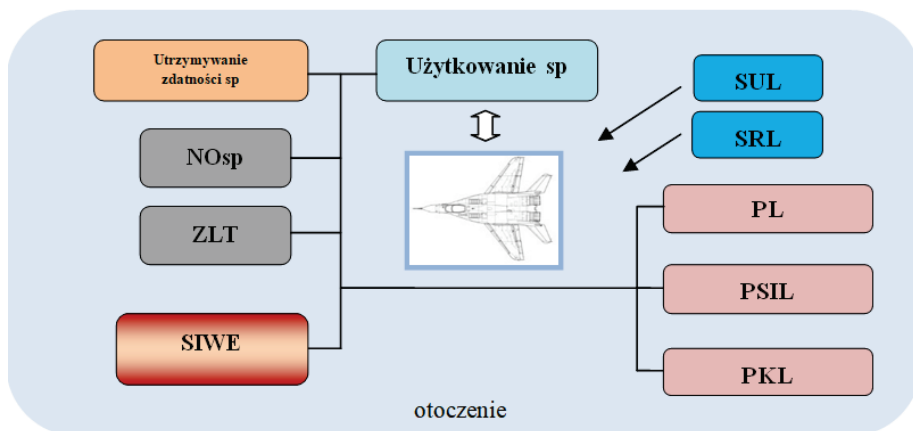 Utrzymywanie
zdatności sp
Użytkowanie sp
SUL
SRL
NOsp
ZLT
PL
PSIL
SIWE
PKL
otoczenie